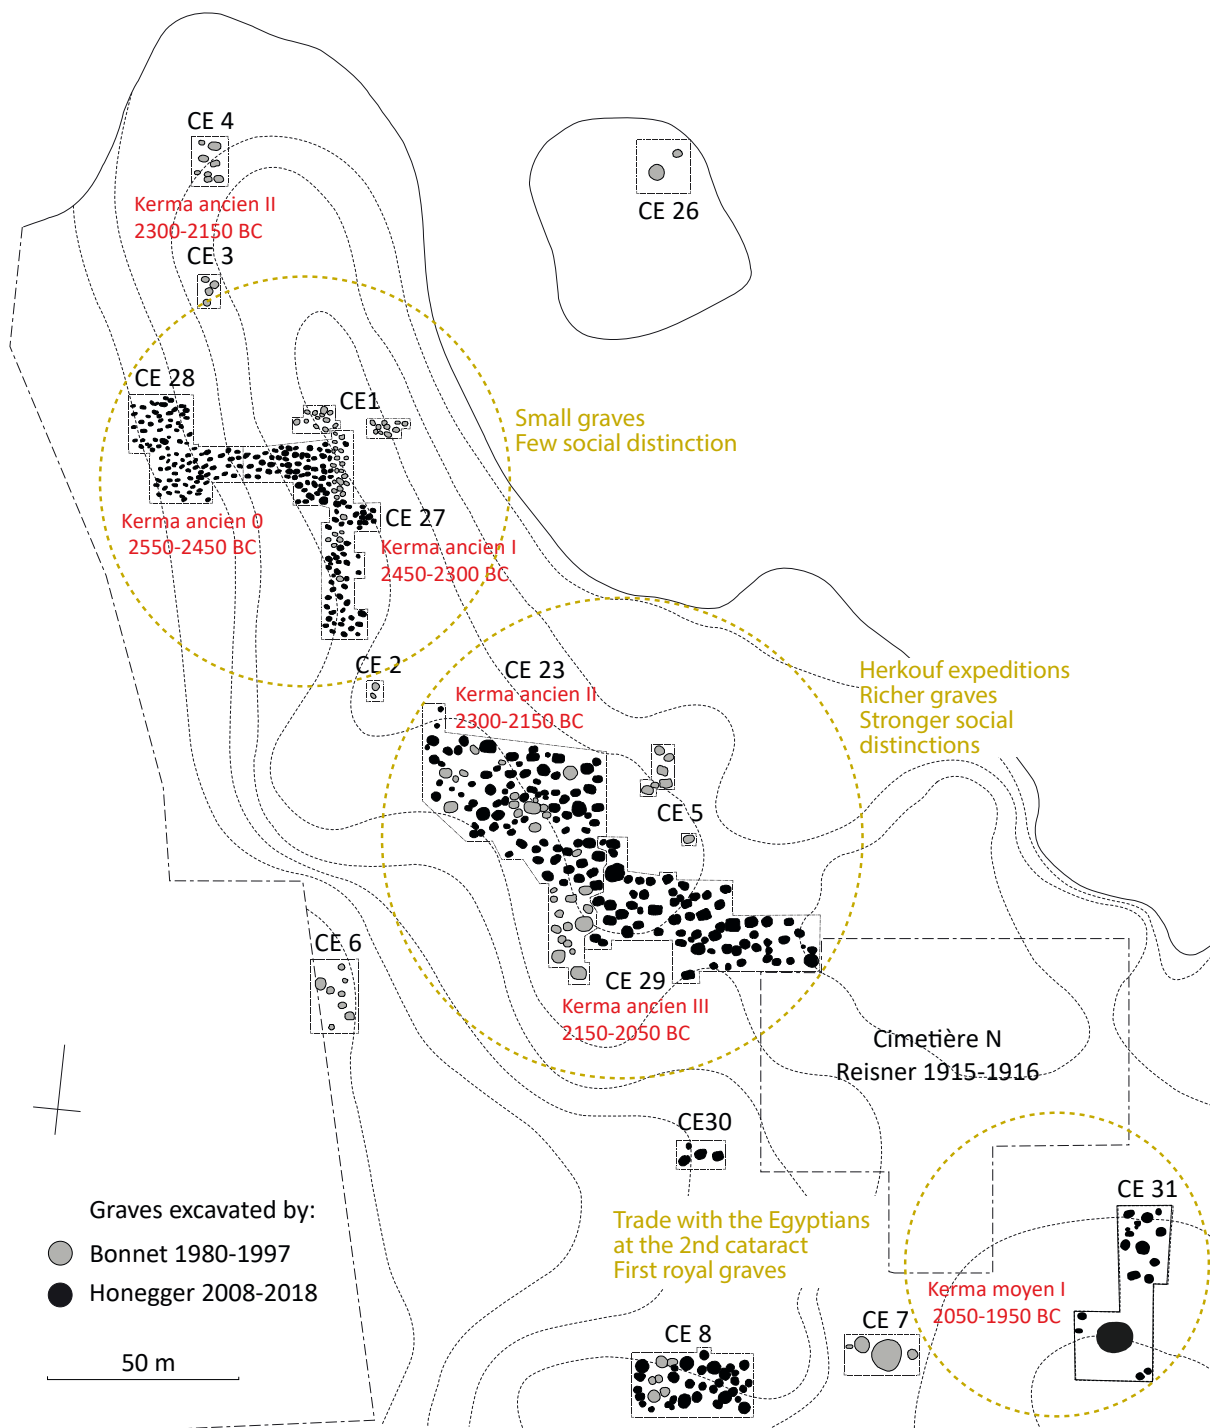 CE 4
Kerma ancien II
2300-2150 BC
CE 3
CE 26
CE 28
CE1
Small graves
Few social distinction
Kerma ancien 0
2550-2450 BC
CE 27
Kerma ancien I
2450-2300 BC
CE 2
CE 23
Kerma ancien II
2300-2150 BC
Herkouf expeditions
Richer graves
Stronger social
distinctions
CE 5
CE 6
CE 29
Kerma ancien III
2150-2050 BC
Cimetière N
Reisner 1915-1916
CE30
CE 31
Trade with the Egyptians
at the 2nd cataract
First royal graves
Kerma moyen I
2050-1950 BC
CE 7
CE 8
Graves excavated by:
Bonnet 1980-1997
Honegger 2008-2018
50 m